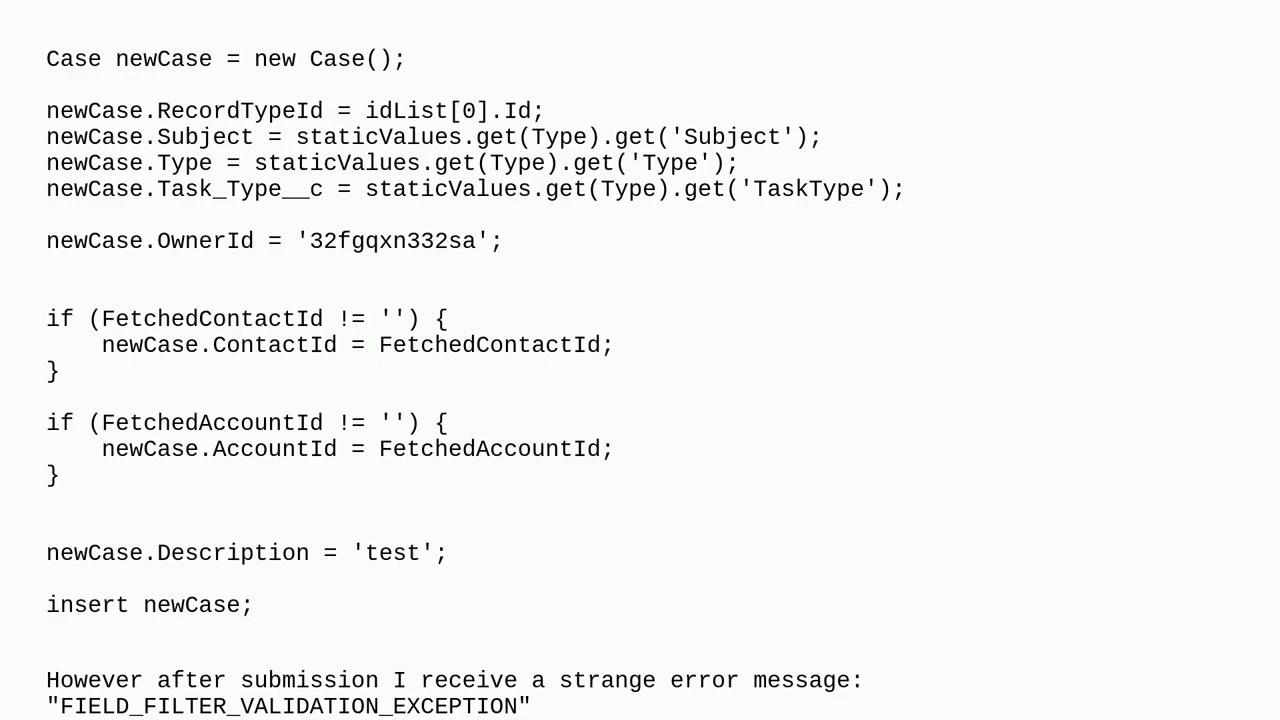 Case newCase = new Case();
newCase.RecordTypeId = idList[0].Id;
newCase.Subject = staticValues.get(Type).get('Subject');
newCase.Type = staticValues.get(Type).get('Type');
newCase.Task_Type__c = staticValues.get(Type).get('TaskType');
newCase.OwnerId = '32fgqxn332sa';
if (FetchedContactId != '') {
    newCase.ContactId = FetchedContactId;
}
if (FetchedAccountId != '') {
    newCase.AccountId = FetchedAccountId;
}
newCase.Description = 'test';
insert newCase;
However after submission I receive a strange error message:
"FIELD_FILTER_VALIDATION_EXCEPTION"